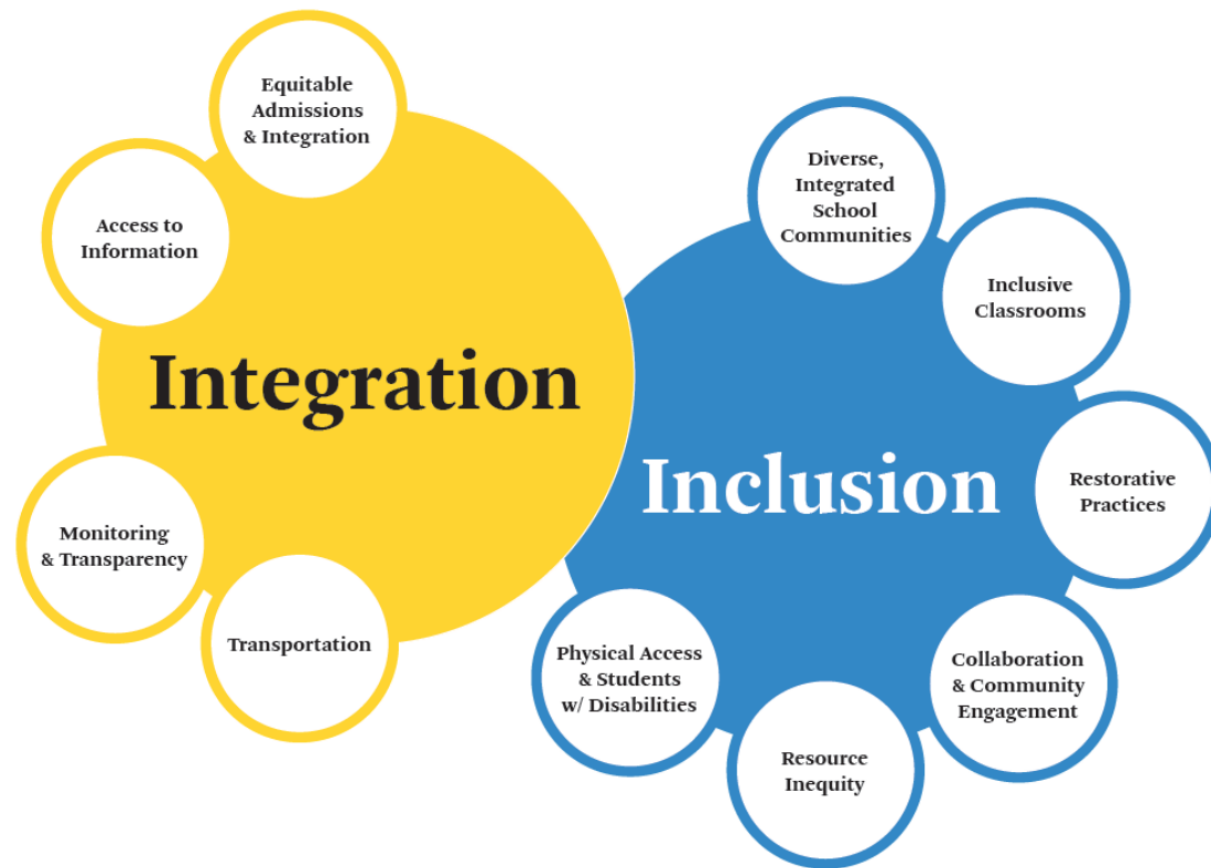 Equitable
Admissions
& Integration
Access to
Information
Integration
Monitoring
& Transparency
Transportation
Diverse,
Integrated
School
Communities
Inclusive
Classrooms
Inclusion
Restorative
Practices
Physical Access
& Students
w/ Disabilities
Collaboration
& Community
Engagement
Resource
Inequity